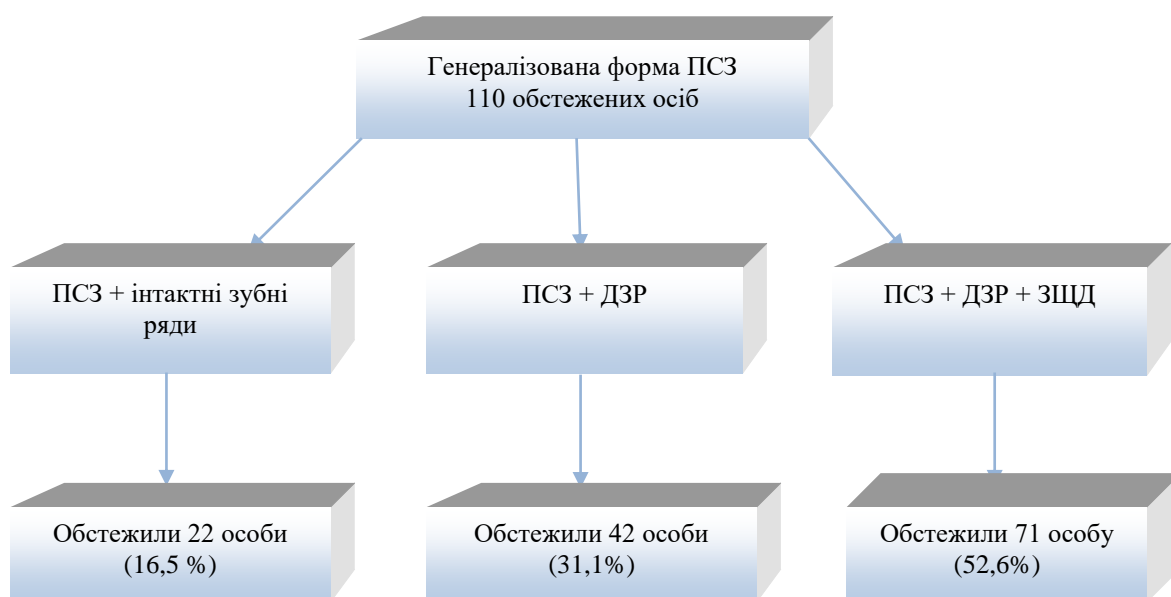 Генералізована форма ПСЗ
110 обстежених осіб
ПСЗ + інтактні зубні
ряди
ПСЗ + ДЗР
ПСЗ + ДЗР + ЗЩД
Обстежили 22 особи
(16,5 %)
Обстежили 42 особи
(31,1%)
Обстежили 71 особу
(52,6%)